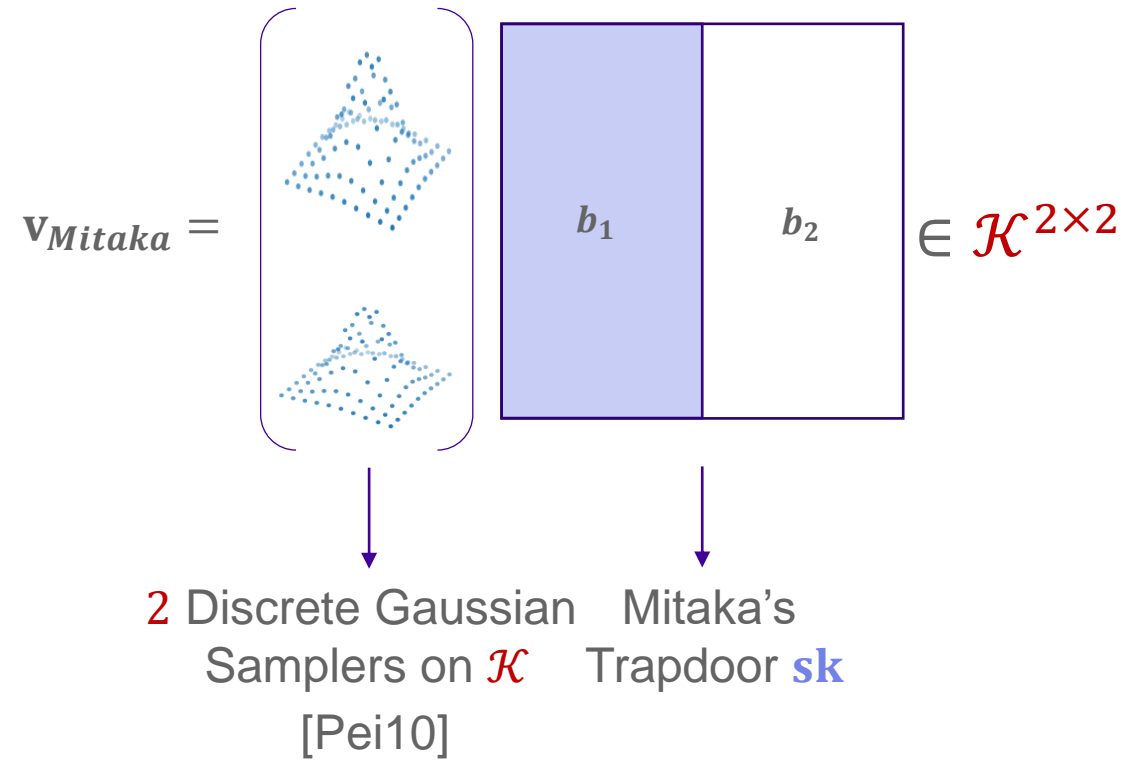 v_Mitaka = b₁ b₂ ∈ 𝒦^{2×2}
2 Discrete Gaussian
Samplers on 𝒦
[Pei10]
Mitaka's
Trapdoor sk